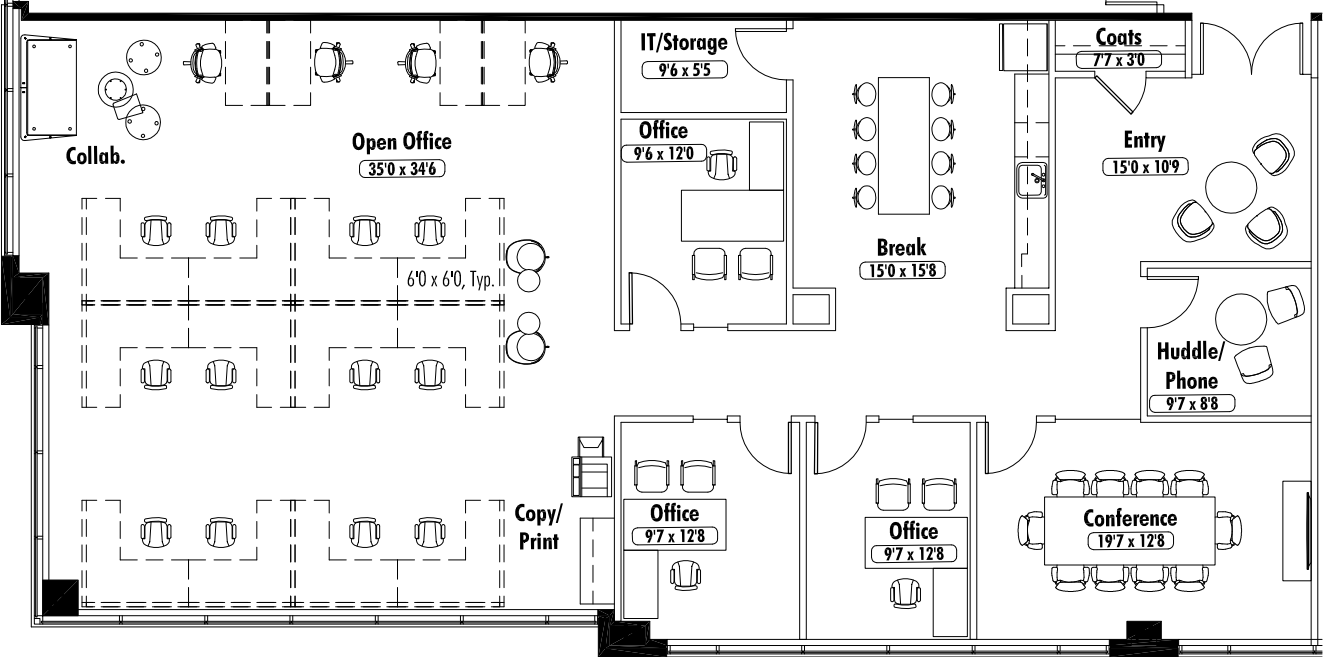 IT/Storage
9'6 x 5'5
Coats
7'7 x 3'0
Collab.
Open Office
35'0 x 34'6
Office
9'6 x 12'0
Entry
15'0 x 10'9
Break
15'0 x 15'8
6'0 x 6'0, Typ.
Huddle/
Phone
9'7 x 8'8
Copy/
Print
Office
9'7 x 12'8
Office
9'7 x 12'8
Conference
19'7 x 12'8